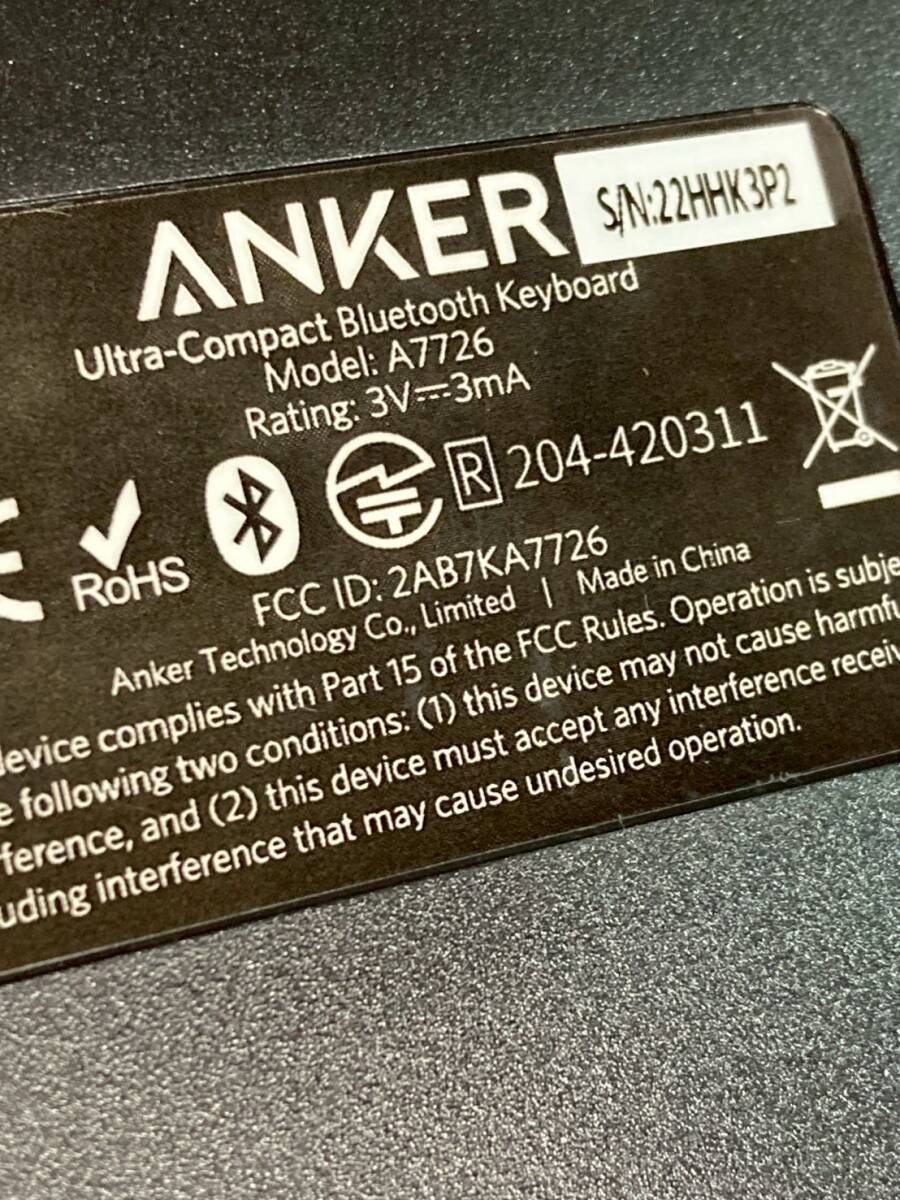 ANKER
S/N:22HHK3P2
Ultra-Compact Bluetooth Keyboard
Model: A7726
Rating: 3V⎓3mA
RoHS
R 204-420311
FCC ID: 2AB7KA7726
Anker Technology Co., Limited | Made in China
device complies with Part 15 of the FCC Rules. Operation is subje
e following two conditions: (1) this device may not cause harmfu
ference, and (2) this device must accept any interference receiv
uding interference that may cause undesired operation.